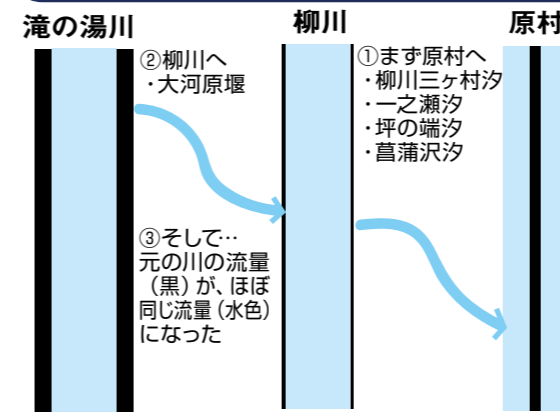 滝の湯川
柳川
原村
②柳川へ
・大河原堰
①まず原村へ
・柳川三ヶ村汐
・一之瀬汐
・坪の端汐
・菖蒲沢汐
③そして…
元の川の流量
（黒）が、ほぼ
同じ流量（水色）
になった